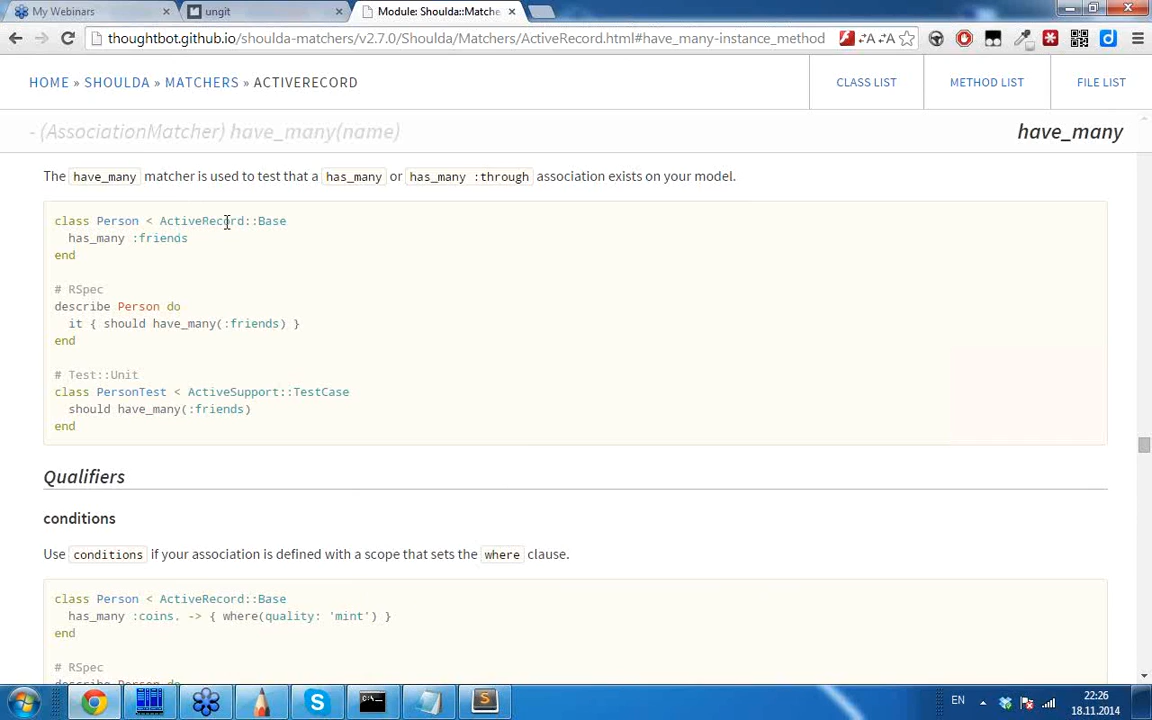 My Webinars
ungit
Module: Shoulda::Matche
thoughtbot.github.io/shoulda-matchers/v2.7.0/Shoulda/Matchers/ActiveRecord.html#have_many-instance_method
HOME » SHOULDA » MATCHERS » ACTIVERECORD
CLASS LIST
METHOD LIST
FILE LIST
- (AssociationMatcher) have_many(name)
have_many
The have_many matcher is used to test that a has_many or has_many :through association exists on your model.
class Person < ActiveRecord::Base
has_many :friends
end
# RSpec
describe Person do
it { should have_many(:friends) }
end
# Test::Unit
class PersonTest < ActiveSupport::TestCase
should have_many(:friends)
end
Qualifiers
conditions
Use conditions if your association is defined with a scope that sets the where clause.
class Person < ActiveRecord::Base
has_many :coins. -> { where(quality: 'mint') }
end
# RSpec
describe Person do
EN
22:26
18.11.2014